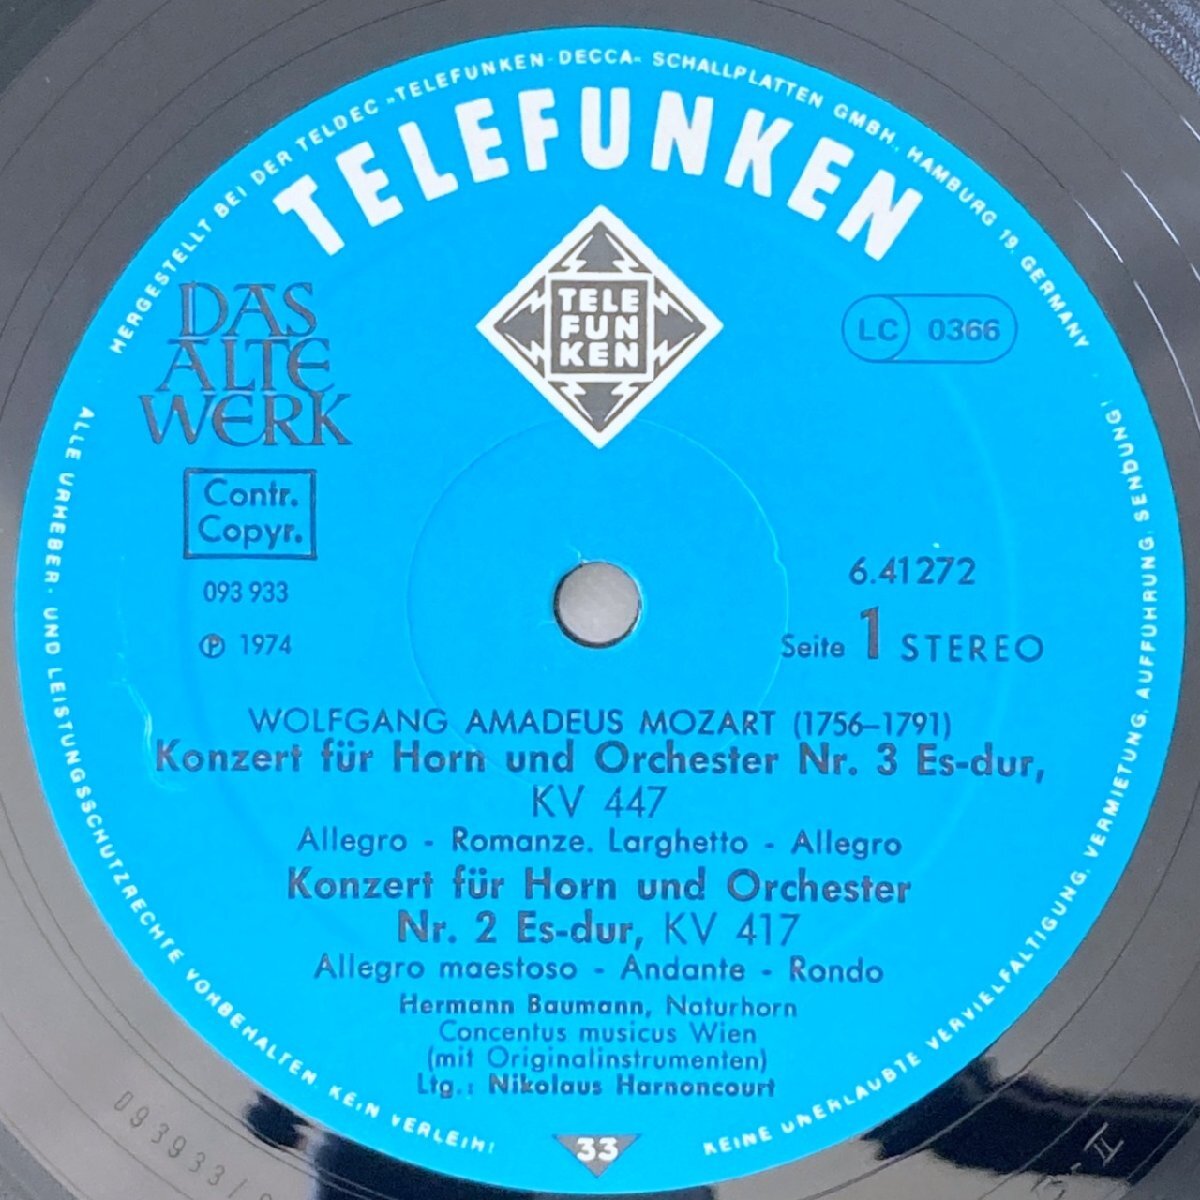 HERGESTELLT BEI DER TELDEC »TELEFUNKEN-DECCA« SCHALLPLATTEN GMBH, HAMBURG 19, GERMANY
TELEFUNKEN
TELE
FUN
KEN
DAS
ALTE
WERK
LC 0366
Contr.
Copyr.
093 933
℗ 1974
6.41272
Seite 1 STEREO
WOLFGANG AMADEUS MOZART (1756–1791)
Konzert für Horn und Orchester Nr. 3 Es-dur,
KV 447
Allegro - Romanze. Larghetto - Allegro
Konzert für Horn und Orchester
Nr. 2 Es-dur, KV 417
Allegro maestoso - Andante - Rondo
Hermann Baumann, Naturhorn
Concentus musicus Wien
(mit Originalinstrumenten)
Ltg.: Nikolaus Harnoncourt
33
ALLE URHEBER- UND LEISTUNGSSCHUTZRECHTE VORBEHALTEN. KEIN VERLEIH!
KEINE UNERLAUBTE VERVIELFÄLTIGUNG, VERMIETUNG, AUFFÜHRUNG, SENDUNG!